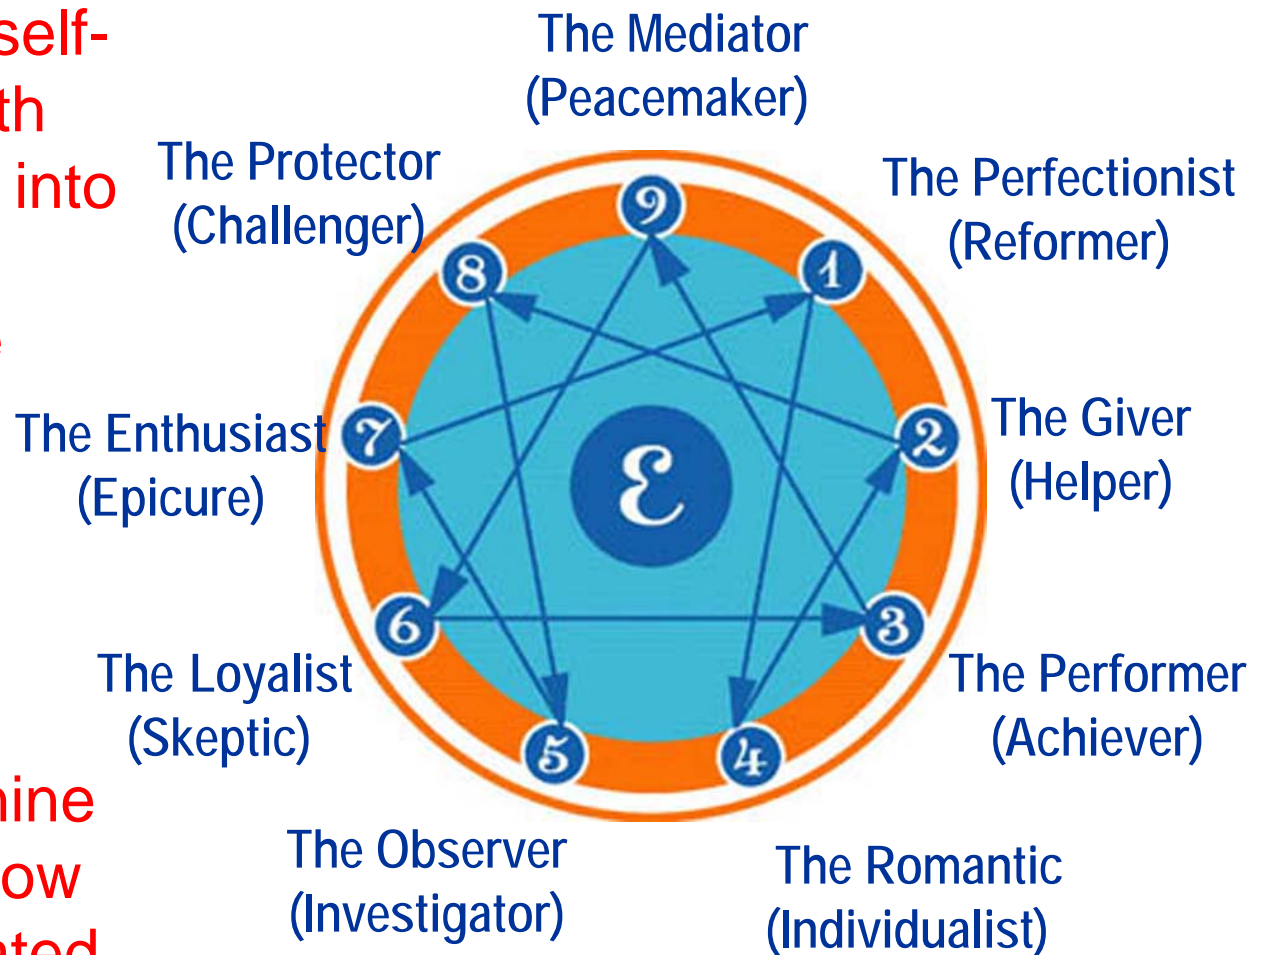 self-
th
into
e
nine
ow
ated
The Mediator
(Peacemaker)
The Protector
(Challenger)
The Perfectionist
(Reformer)
The Enthusiast
(Epicure)
The Giver
(Helper)
The Loyalist
(Skeptic)
The Performer
(Achiever)
The Observer
(Investigator)
The Romantic
(Individualist)
9
8
1
7
2
ε
6
3
5
4